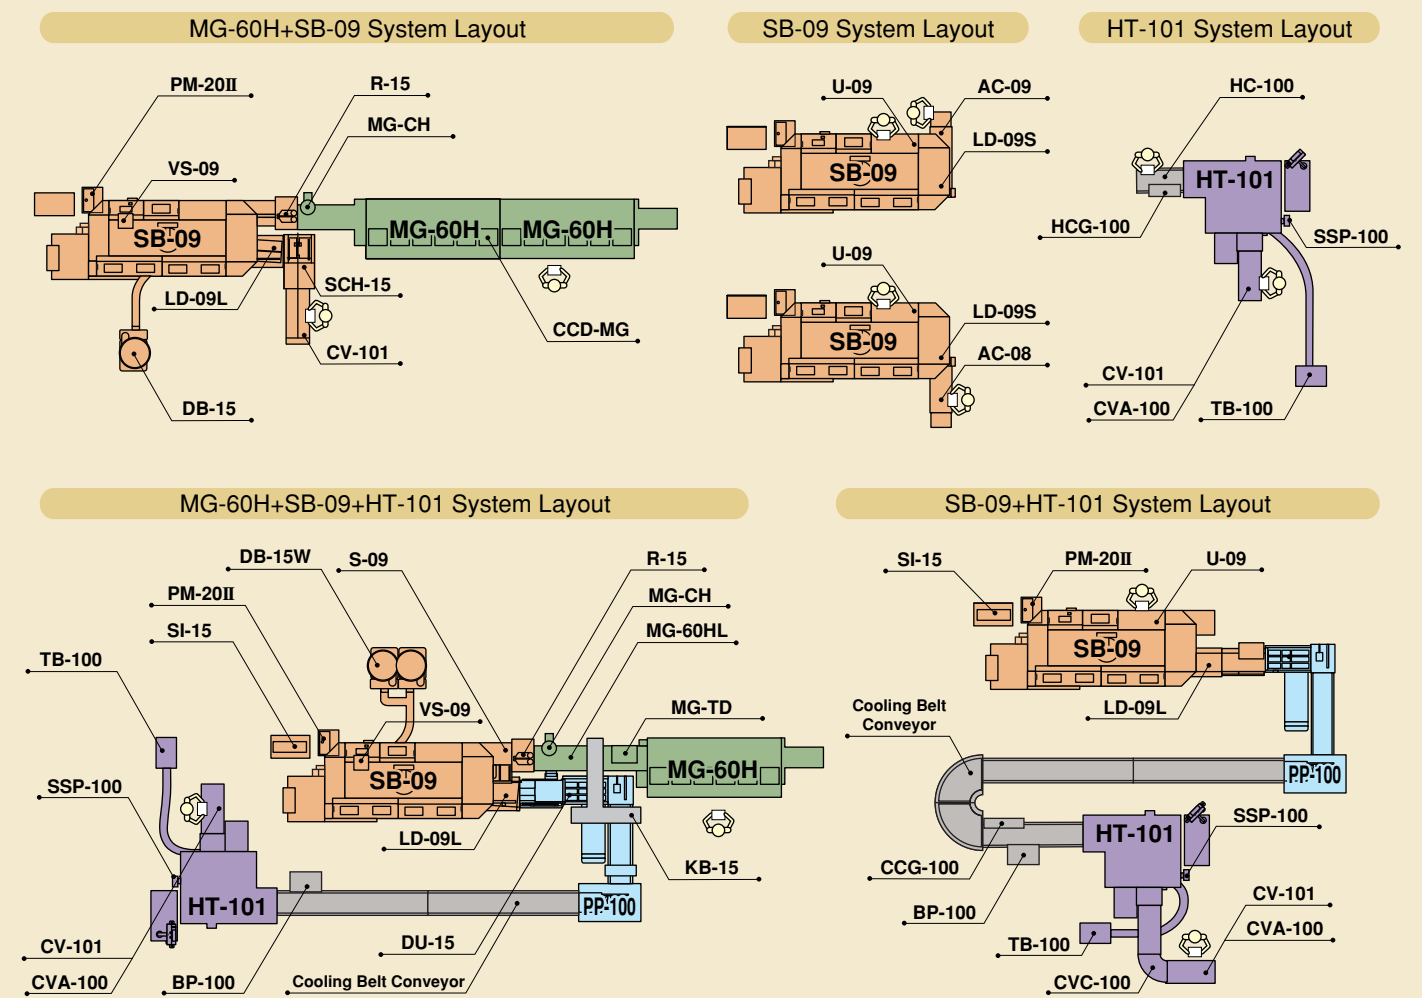 MG-60H+SB-09 System Layout
PM-20II
R-15
MG-CH
VS-09
SB-09
MG-60H
MG-60H
LD-09L
SCH-15
CCD-MG
CV-101
DB-15
SB-09 System Layout
U-09
AC-09
LD-09S
SB-09
U-09
LD-09S
SB-09
AC-08
HT-101 System Layout
HC-100
HT-101
HCG-100
SSP-100
CV-101
CVA-100
TB-100
MG-60H+SB-09+HT-101 System Layout
DB-15W
S-09
R-15
PM-20II
MG-CH
SI-15
MG-60HL
TB-100
VS-09
MG-TD
SB-09
MG-60H
SSP-100
LD-09L
KB-15
HT-101
PP-100
CV-101
DU-15
CVA-100
BP-100
Cooling Belt Conveyor
SB-09+HT-101 System Layout
SI-15
PM-20II
U-09
SB-09
LD-09L
Cooling Belt
Conveyor
PP-100
HT-101
SSP-100
CCG-100
CV-101
BP-100
CVA-100
TB-100
CVC-100